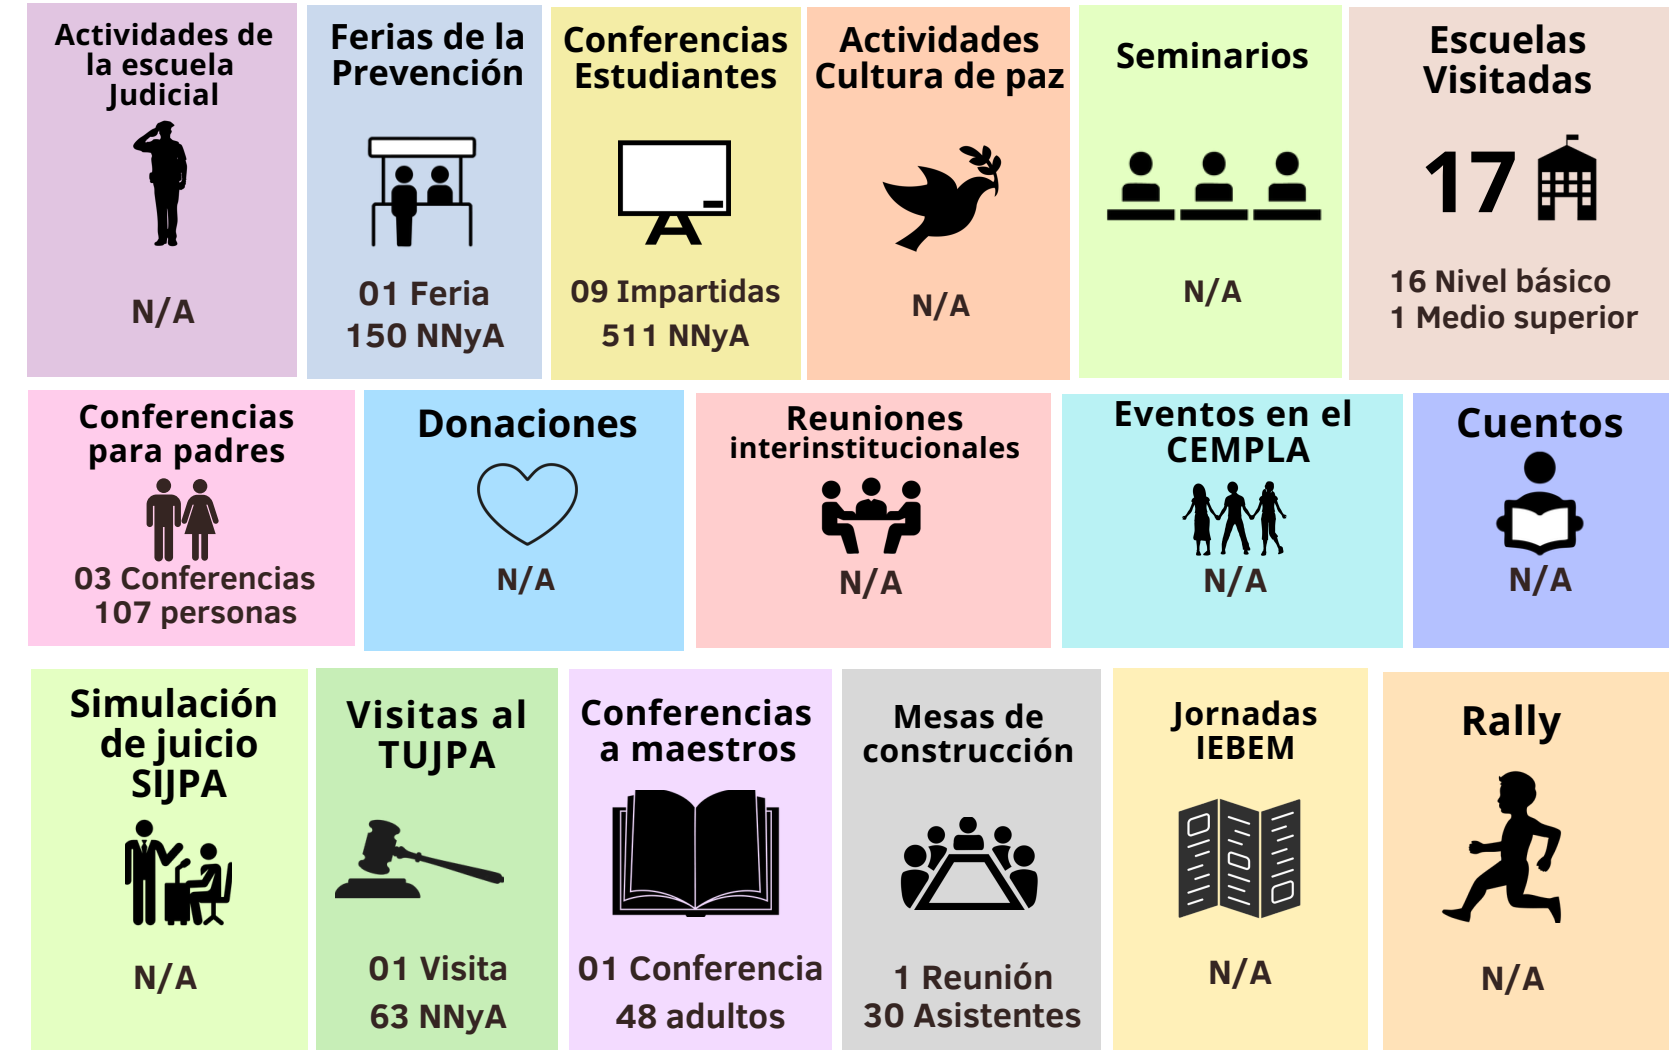 Actividades de
la escuela
Judicial
N/A
Ferias de la
Prevención
01 Feria
150 NNyA
Conferencias
Estudiantes
09 Impartidas
511 NNyA
Actividades
Cultura de paz
N/A
Seminarios
N/A
Escuelas
Visitadas
17
16 Nivel básico
1 Medio superior
Conferencias
para padres
03 Conferencias
107 personas
Donaciones
N/A
Reuniones
interinstitucionales
N/A
Eventos en el
CEMPLA
N/A
Cuentos
N/A
Simulación
de juicio
SIJPA
N/A
Visitas al
TUJPA
01 Visita
63 NNyA
Conferencias
a maestros
01 Conferencia
48 adultos
Mesas de
construcción
1 Reunión
30 Asistentes
Jornadas
IEBEM
N/A
Rally
N/A